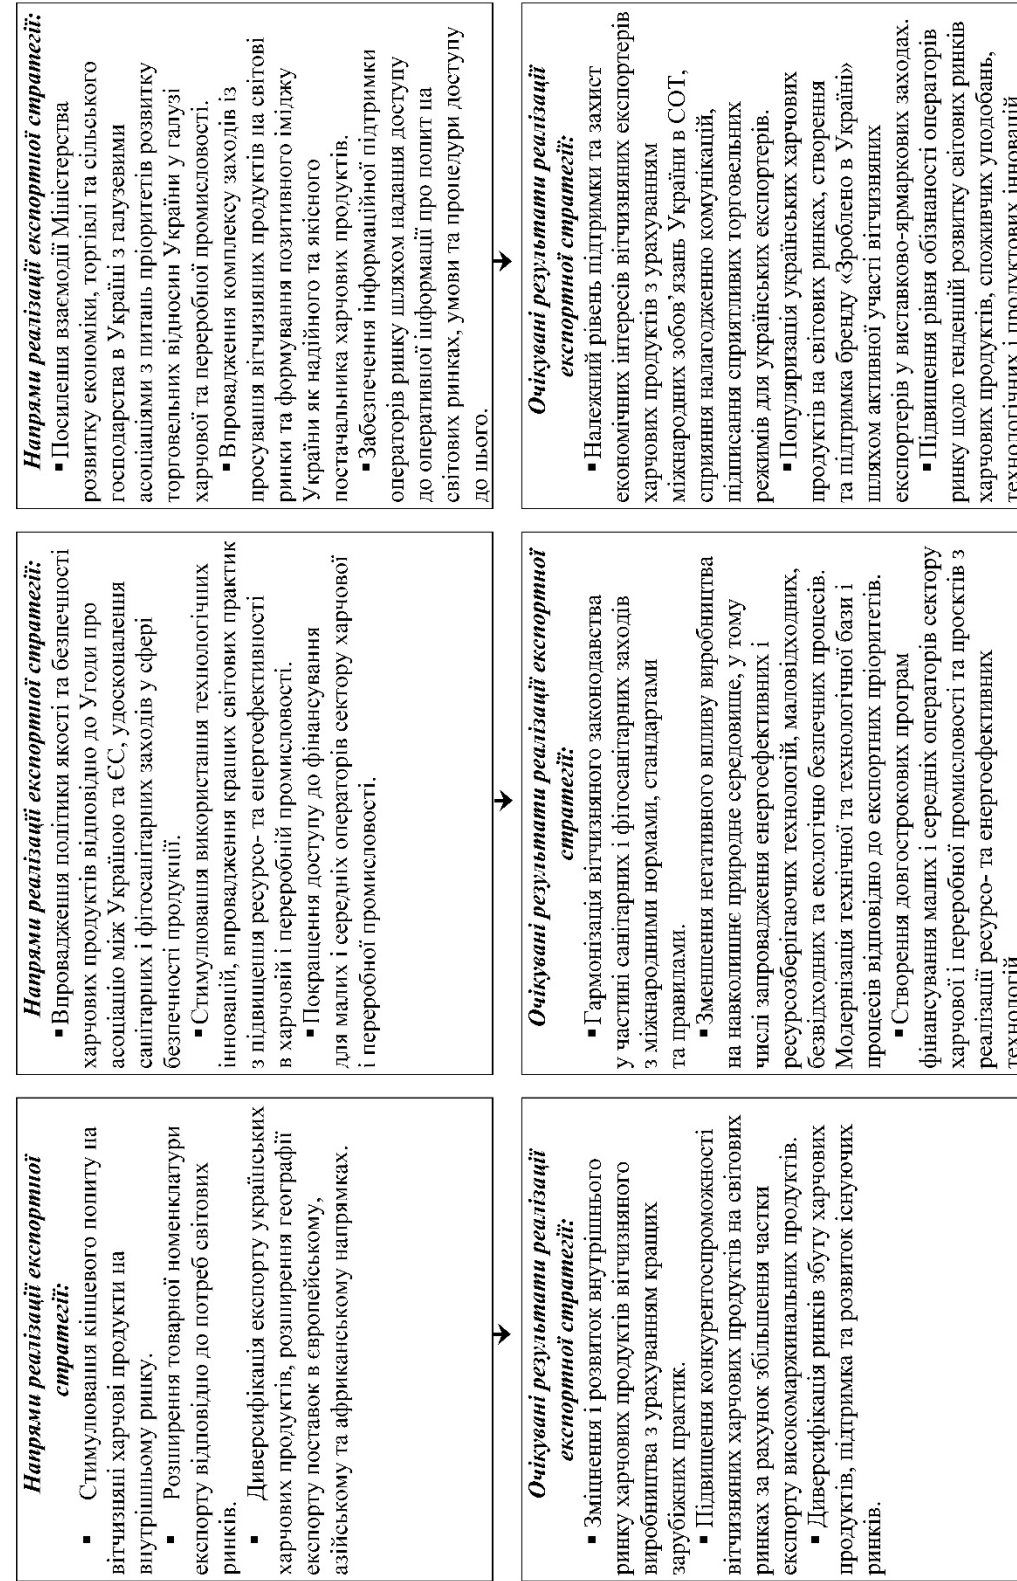 Напрями реалізації експортної
стратегії:
▪ Стимулювання кінцевого попиту на
вітчизняні харчові продукти на
внутрішньому ринку.
▪ Розширення товарної номенклатури
експорту відповідно до потреб світових
ринків.
▪ Диверсифікація експорту українських
харчових продуктів, розширення географії
експорту поставок в європейському,
азійському та африканському напрямках.
Напрями реалізації експортної стратегії:
▪ Впровадження політики якості та безпечності
харчових продуктів відповідно до Угоди про
асоціацію між Україною та ЄС, удосконалення
санітарних і фітосанітарних заходів у сфері
безпечності продукції.
▪ Стимулювання використання технологічних
інновацій, впровадження кращих світових практик
з підвищення ресурсо- та енергоефективності
в харчовій і переробній промисловості.
▪ Покращення доступу до фінансування
для малих і середніх операторів сектору харчової
і переробної промисловості.
Напрями реалізації експортної стратегії:
▪ Посилення взаємодії Міністерства
розвитку економіки, торгівлі та сільського
господарства в Україні з галузевими
асоціаціями з питань пріоритетів розвитку
торговельних відносин України у галузі
харчової та переробної промисловості.
▪ Впровадження комплексу заходів із
просування вітчизняних продуктів на світові
ринки та формування позитивного іміджу
України як надійного та якісного
постачальника харчових продуктів.
▪ Забезпечення інформаційної підтримки
операторів ринку шляхом надання доступу
до оперативної інформації про попит на
світових ринках, умови та процедури доступу
до нього.
Очікувані результати реалізації
експортної стратегії:
▪ Зміцнення і розвиток внутрішнього
ринку харчових продуктів вітчизняного
виробництва з урахуванням кращих
зарубіжних практик.
▪ Підвищення конкурентоспроможності
вітчизняних харчових продуктів на світових
ринках за рахунок збільшення частки
експорту високомаржинальних продуктів.
▪ Диверсифікація ринків збуту харчових
продуктів, підтримка та розвиток існуючих
ринків.
Очікувані результати реалізації експортної
стратегії:
▪ Гармонізація вітчизняного законодавства
у частині санітарних і фітосанітарних заходів
з міжнародними нормами, стандартами
та правилами.
▪ Зменшення негативного впливу виробництва
на навколишнє природне середовище, у тому
числі запровадження енергоефективних і
ресурсозберігаючих технологій, маловідходних,
безвідходних та екологічно безпечних процесів.
Модернізація технічної та технологічної бази і
процесів відповідно до експортних пріоритетів.
▪ Створення довгострокових програм
фінансування малих і середніх операторів сектору
харчової і переробної промисловості та проєктів з
реалізації ресурсо- та енергоефективних
технологій
Очікувані результати реалізації
експортної стратегії:
▪ Належний рівень підтримки та захист
економічних інтересів вітчизняних експортерів
харчових продуктів з урахуванням
міжнародних зобов’язань України в СОТ,
сприяння налагодженню комунікацій,
підписання сприятливих торговельних
режимів для українських експортерів.
▪ Популяризація українських харчових
продуктів на світових ринках, створення
та підтримка бренду «Зроблено в Україні»
шляхом активної участі вітчизняних
експортерів у виставково-ярмаркових заходах.
▪ Підвищення рівня обізнаності операторів
ринку щодо тенденцій розвитку світових ринків
харчових продуктів, споживчих уподобань,
технологічних і продуктових інновацій